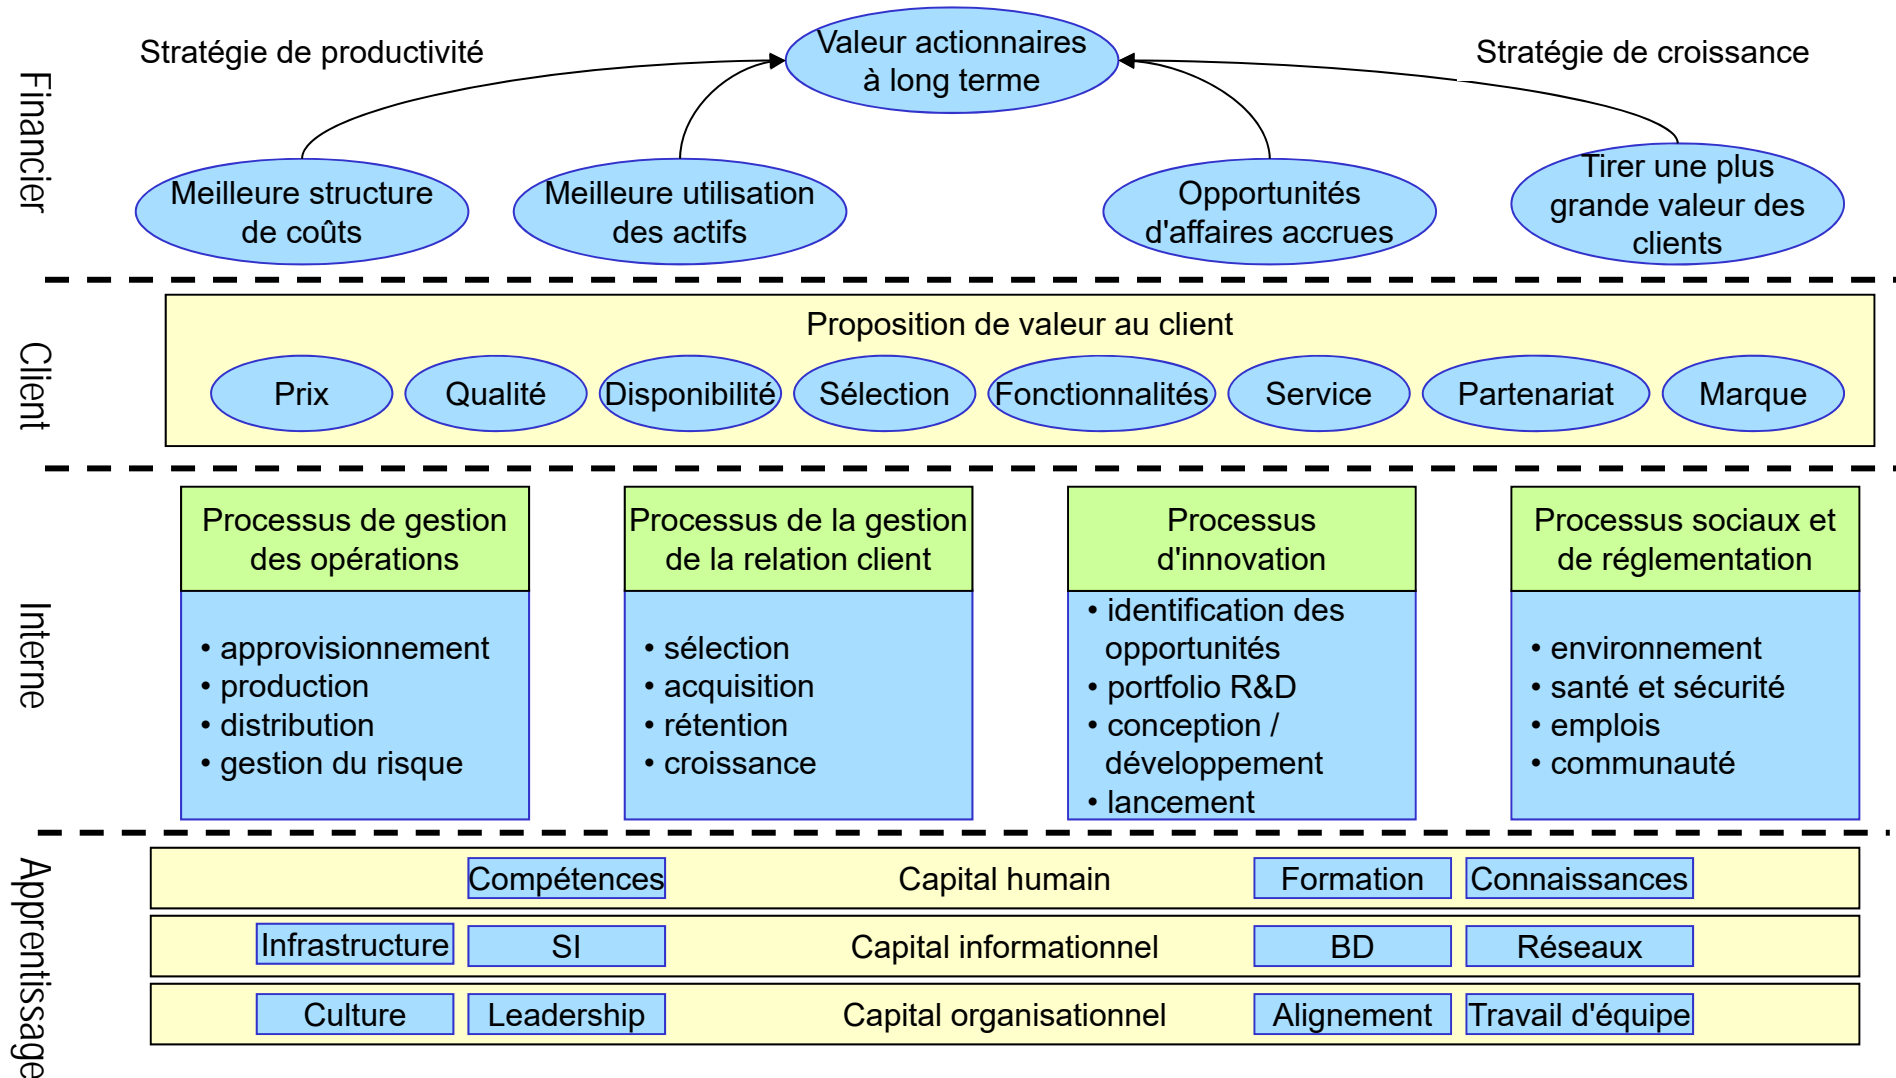 Stratégie de productivité
Valeur actionnaires
à long terme
Stratégie de croissance
Financier
Meilleure structure
de coûts
Meilleure utilisation
des actifs
Opportunités
d'affaires accrues
Tirer une plus
grande valeur des
clients
Client
Proposition de valeur au client
Prix
Qualité
Disponibilité
Sélection
Fonctionnalités
Service
Partenariat
Marque
Interne
Processus de gestion
des opérations
• approvisionnement
• production
• distribution
• gestion du risque
Processus de la gestion
de la relation client
• sélection
• acquisition
• rétention
• croissance
Processus
d'innovation
• identification des
opportunités
• portfolio R&D
• conception /
développement
• lancement
Processus sociaux et
de réglementation
• environnement
• santé et sécurité
• emplois
• communauté
Apprentissage
Compétences
Capital humain
Formation
Connaissances
Infrastructure
SI
Capital informationnel
BD
Réseaux
Culture
Leadership
Capital organisationnel
Alignement
Travail d'équipe